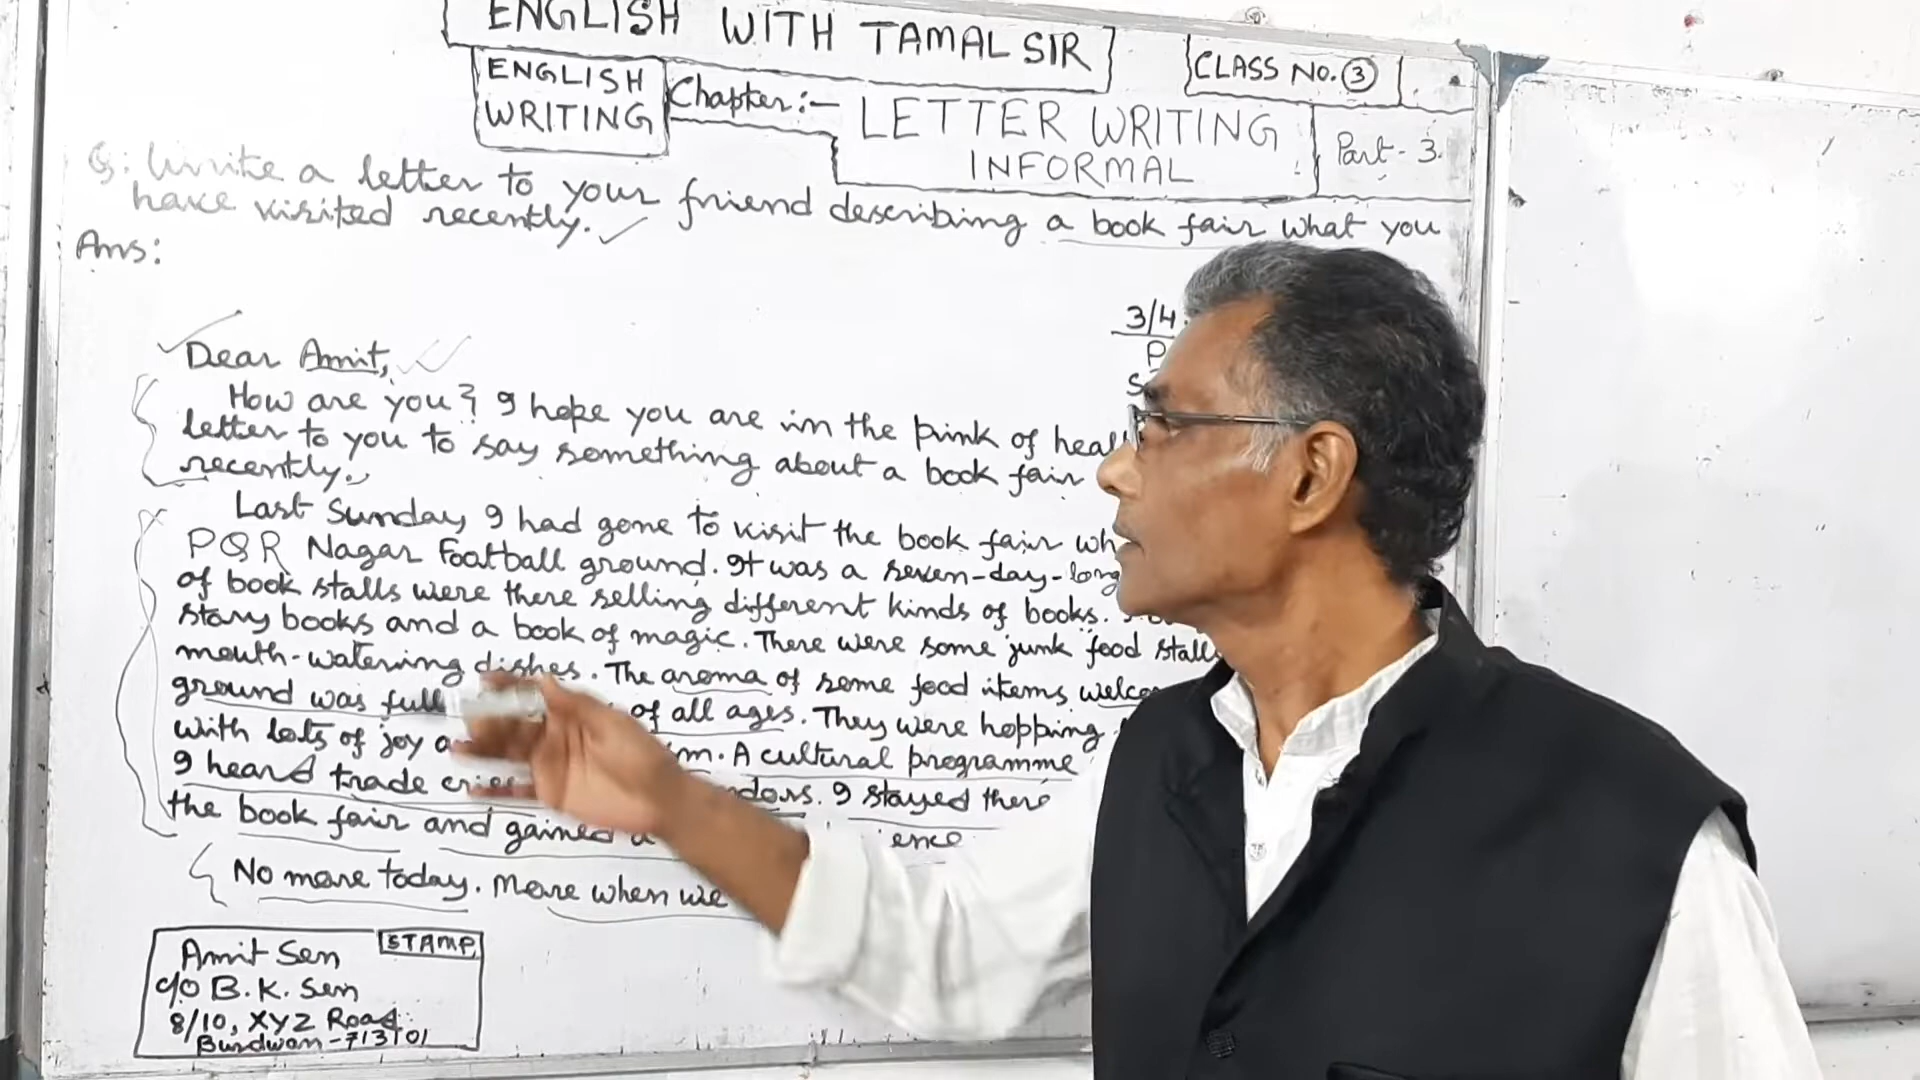 ENGLISH WITH TAMAL SIR
CLASS NO. 3
ENGLISH WRITING
Chapter:-
LETTER WRITING
INFORMAL
Part - 3
Q: Write a letter to your friend describing a book fair what you
have visited recently.
Ans:
3/4
P
Dear Amit,
How are you? I hope you are in the pink of heal
letter to you to say something about a book fair
recently.
Last Sunday I had gone to visit the book fair wh
PQR Nagar Football ground. It was a seven-day-long
of book stalls were there selling different kinds of books.
story books and a book of magic. There were some junk food stall
mouth-watering dishes. The aroma of some food items welco
ground was full of all ages. They were hopping
with lots of joy a m. A cultural programme
I heard trade cries ndors. I stayed there
the book fair and gained a ence
No more today. More when we
STAMP
Amit Sen
c/o B.K. Sen
8/10, XYZ Road
Burdwan-713101